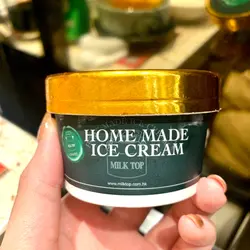 HOME MADE
ICE CREAM
MILK TOP
www.milktop.com.hk